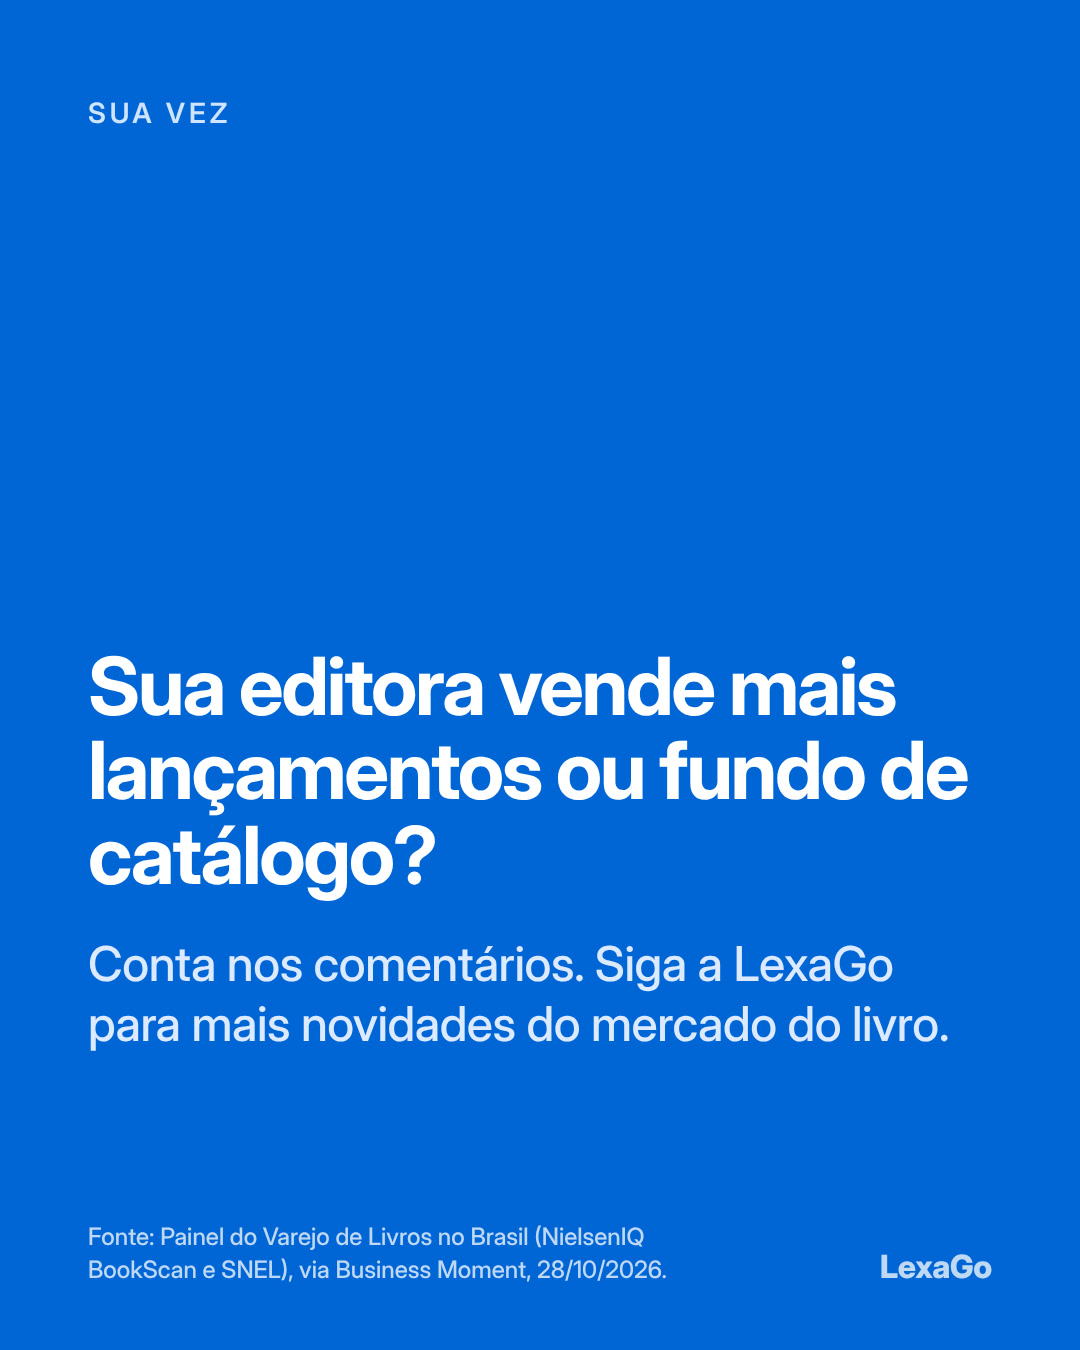 SUA VEZ
Sua editora vende mais
lançamentos ou fundo de
catálogo?
Conta nos comentários. Siga a LexaGo
para mais novidades do mercado do livro.
Fonte: Painel do Varejo de Livros no Brasil (NielsenIQ
BookScan e SNEL), via Business Moment, 28/10/2026.
LexaGo